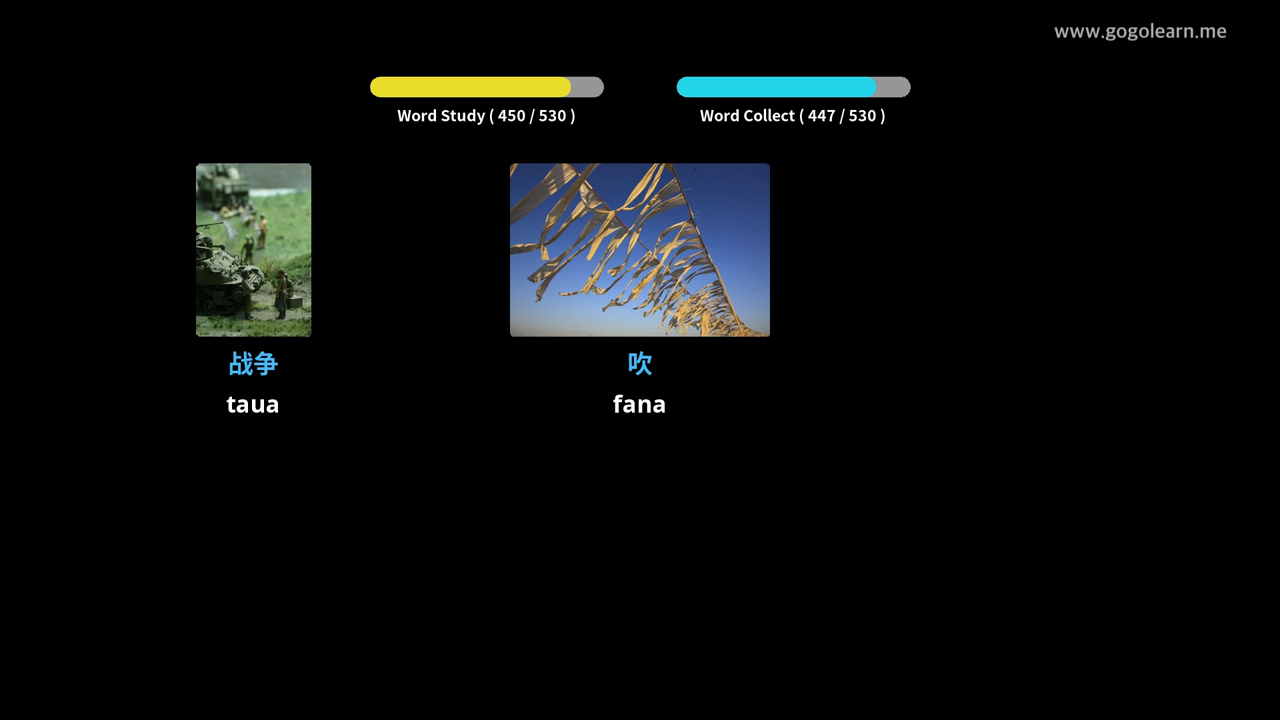 www.gogolearn.me
Word Study ( 450 / 530 )
Word Collect ( 447 / 530 )
战争
taua
吹
fana